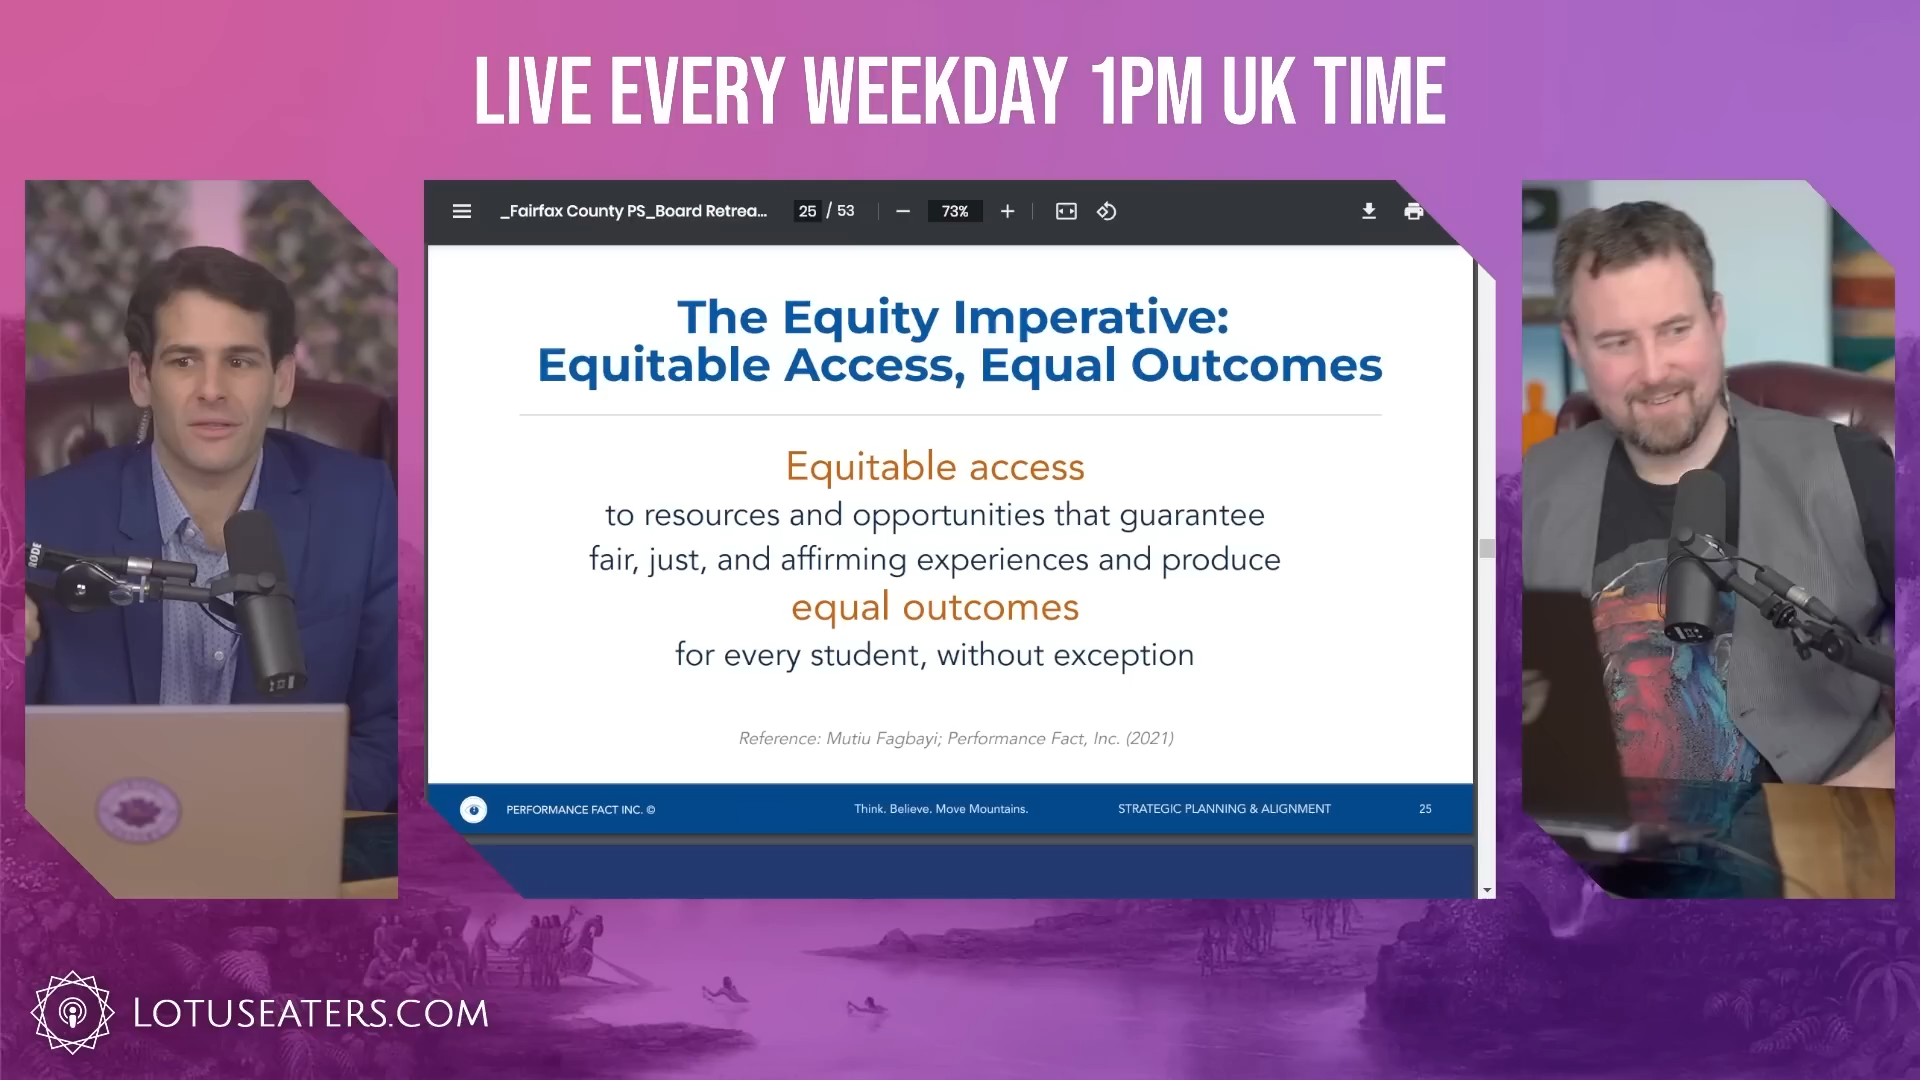 LIVE EVERY WEEKDAY 1PM UK TIME
_Fairfax County PS_Board Retrea... 25 / 53 73%
The Equity Imperative:
Equitable Access, Equal Outcomes
Equitable access
to resources and opportunities that guarantee
fair, just, and affirming experiences and produce
equal outcomes
for every student, without exception
Reference: Mutiu Fagbayi; Performance Fact, Inc. (2021)
PERFORMANCE FACT INC. © Think. Believe. Move Mountains. STRATEGIC PLANNING & ALIGNMENT 25
RODE
LOTUSEATERS.COM